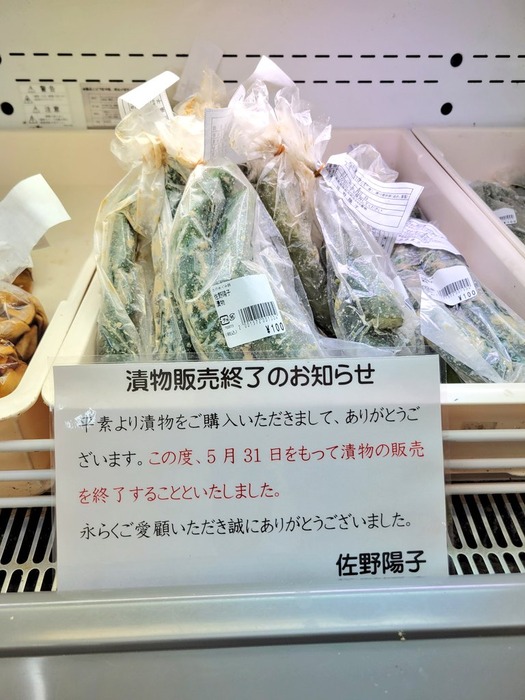 漬物販売終了のお知らせ
平素より漬物をご購入いただきまして、ありがとうご
ざいます。この度、5月31日をもって漬物の販売
を終了することといたしました。
永らくご愛顧いただき誠にありがとうございました。
佐野陽子
佐野陽子
¥100
¥100